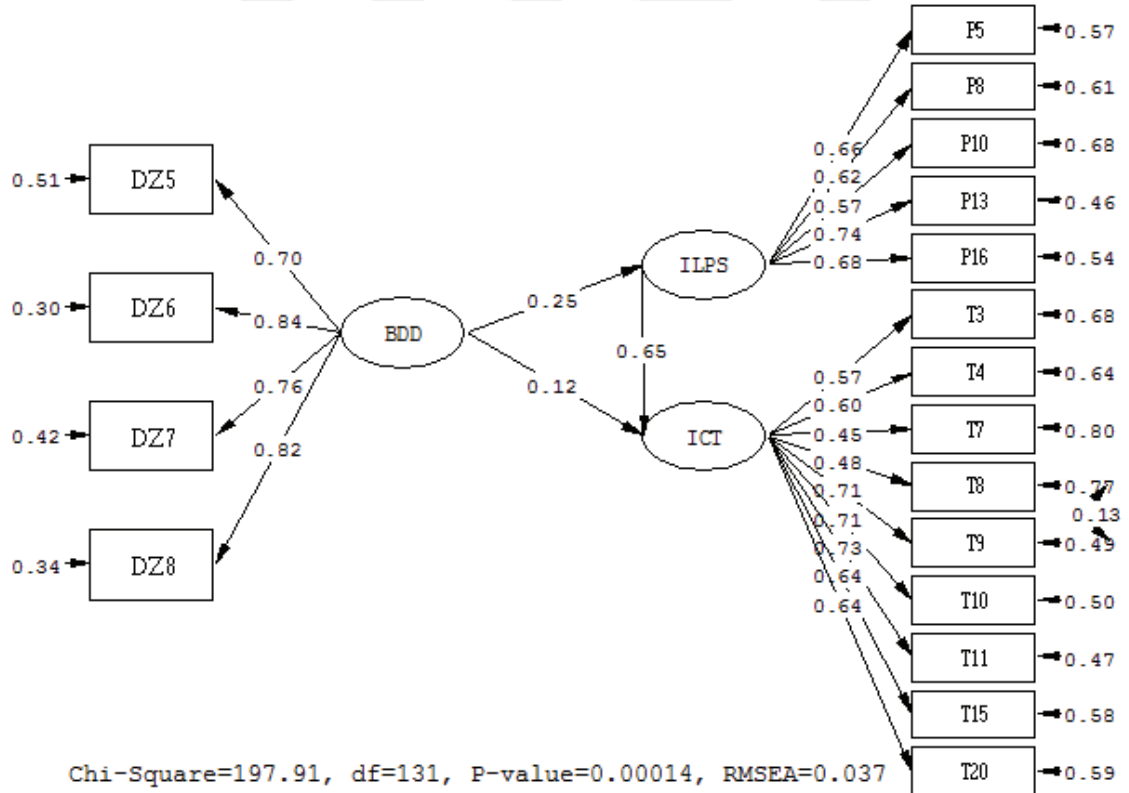 P5 0.57
P8 0.61
P10 0.68
0.66
0.62
0.51 DZ5
0.57
P13 0.46
0.74
0.70
ILPS 0.68 P16 0.54
0.30 DZ6
0.25
T3 0.68
0.84 BDD
0.65
0.57 T4 0.64
0.76
0.12
0.60
0.42 DZ7
ICT 0.45 T7 0.80
0.82
0.48
T8 0.77
0.71
0.13
0.71
T9 0.49
0.73
0.34 DZ8
0.64
0.64
T10 0.50
T11 0.47
T15 0.58
Chi-Square=197.91, df=131, P-value=0.00014, RMSEA=0.037
T20 0.59